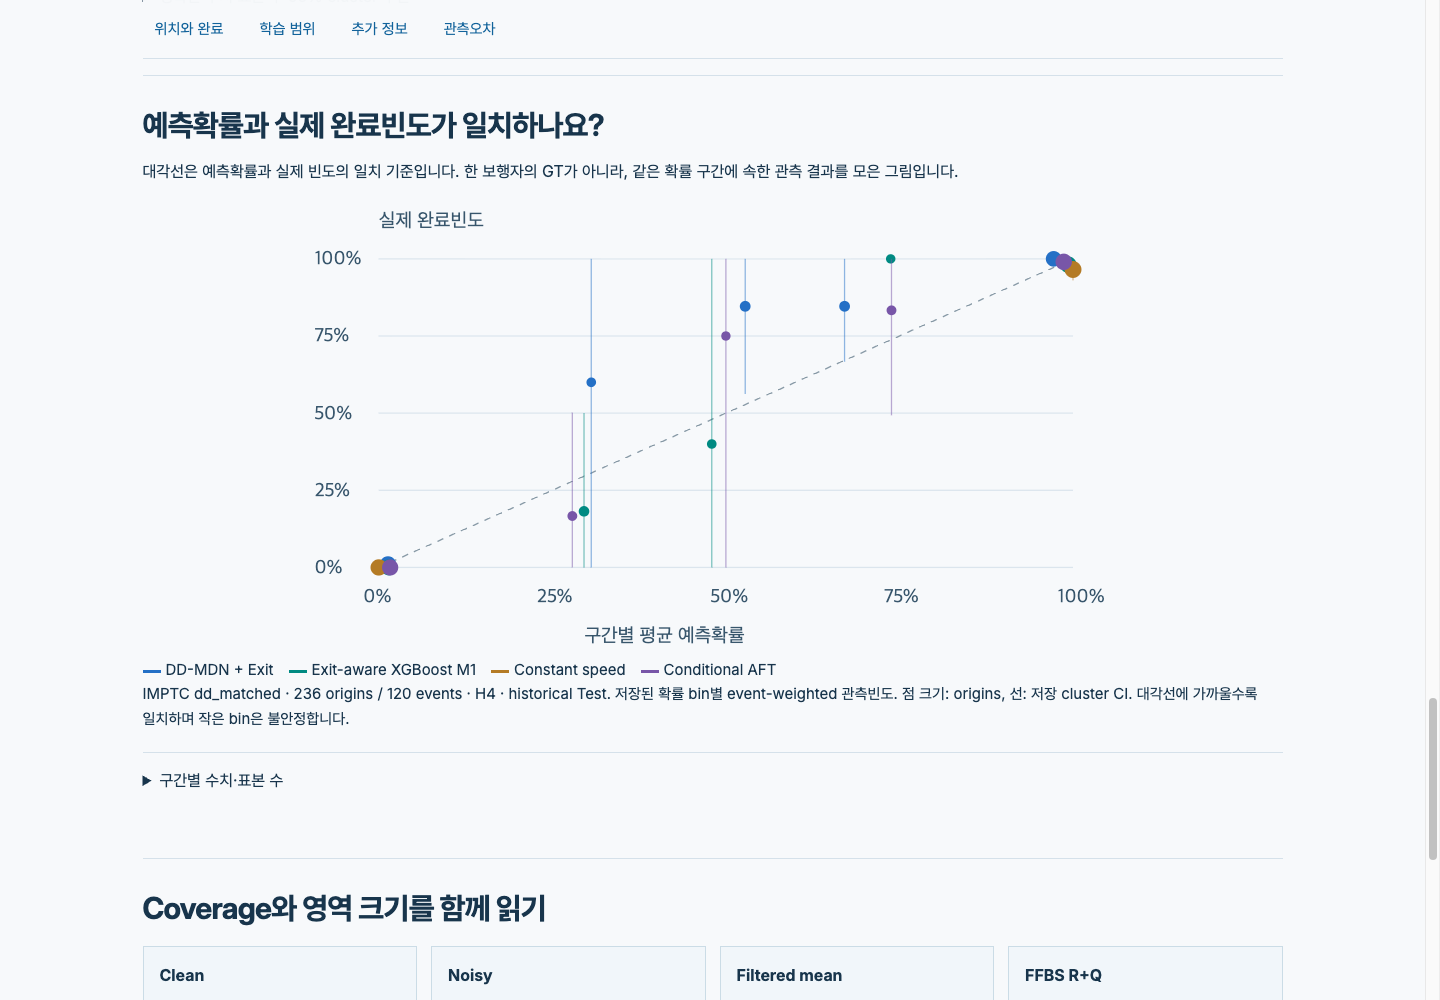 위치와 완료 학습 범위 추가 정보 관측오차
예측확률과 실제 완료빈도가 일치하나요?
대각선은 예측확률과 실제 빈도의 일치 기준입니다. 한 보행자의 GT가 아니라, 같은 확률 구간에 속한 관측 결과를 모은 그림입니다.
실제 완료빈도
100%
75%
50%
25%
0%
0% 25% 50% 75% 100%
구간별 평균 예측확률
DD-MDN + Exit Exit-aware XGBoost M1 Constant speed Conditional AFT
IMPTC dd_matched · 236 origins / 120 events · H4 · historical Test. 저장된 확률 bin별 event-weighted 관측빈도. 점 크기: origins, 선: 저장 cluster CI. 대각선에 가까울수록
일치하며 작은 bin은 불안정합니다.
▶ 구간별 수치·표본 수
Coverage와 영역 크기를 함께 읽기
Clean Noisy Filtered mean FFBS R+Q